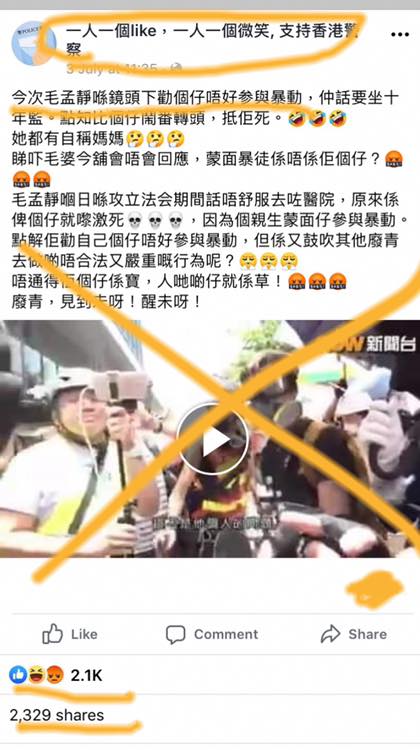 一人一個like，一人一個微笑, 支持香港警
察
3 July at 11:35
今次毛孟靜喺鏡頭下勸個仔唔好參與暴動，仲話要坐十
年監。點知比個仔鬧番轉頭，抵佢死。🤣🤣🤣
她都有自稱媽媽😢😢😢
睇吓毛婆今舖會唔會回應，蒙面暴徒係唔係佢個仔？🤬
🤬🤬
毛孟靜嗰日喺攻立法会期間話唔舒服去咗醫院，原來係
俾個仔就嚟激死💀💀💀，因為個親生蒙面仔參與暴動。
點解佢勸自己個仔唔好參與暴動，但係又鼓吹其他廢青
去做啲唔合法又嚴重嘅行為呢？😤😤😤
唔通得佢個仔係寶，人哋啲仔就係草！🤬🤬🤬
廢青，見到未呀！醒未呀！
新聞台
Like
Comment
Share
2.1K
2,329 shares